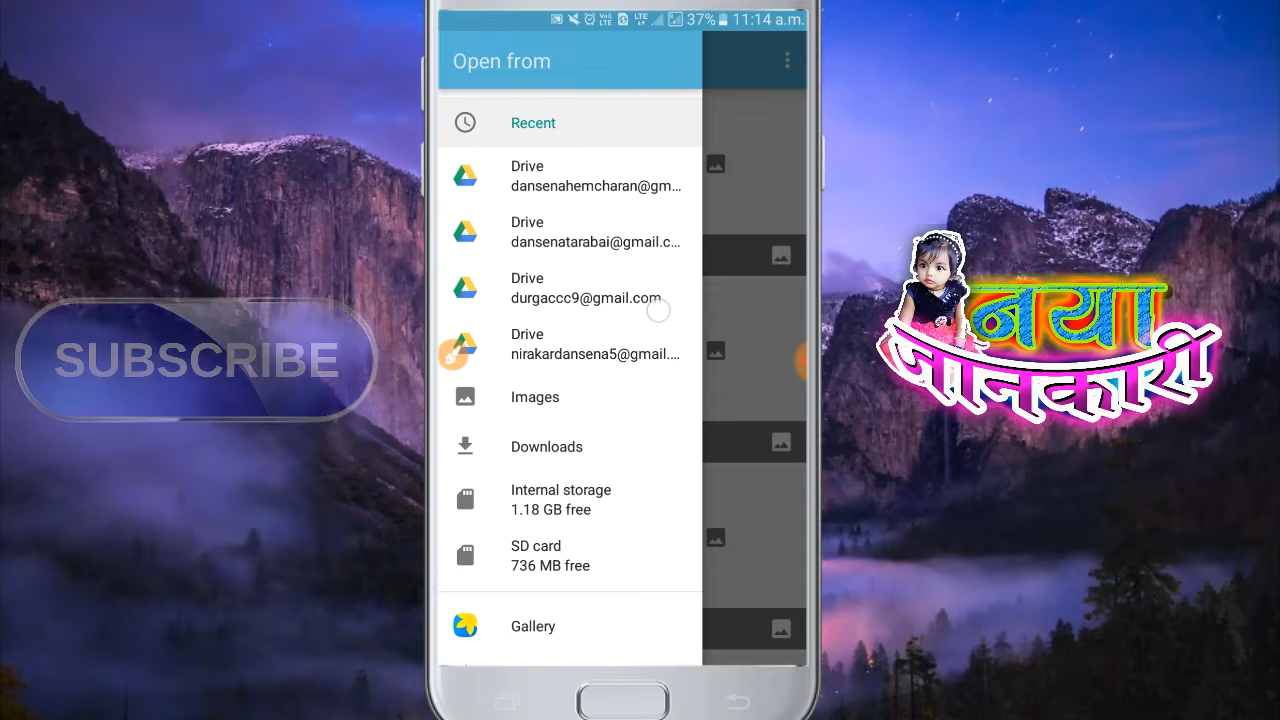 37% 11:14 a.m.
Open from
Recent
Drive
dansenahemcharan@gm...
Drive
dansenatarabai@gmail.c...
Drive
durgaccc9@gmail.com
Drive
nirakardansena5@gmail....
Images
Downloads
Internal storage
1.18 GB free
SD card
736 MB free
Gallery
SUBSCRIBE
नया
जानकारी